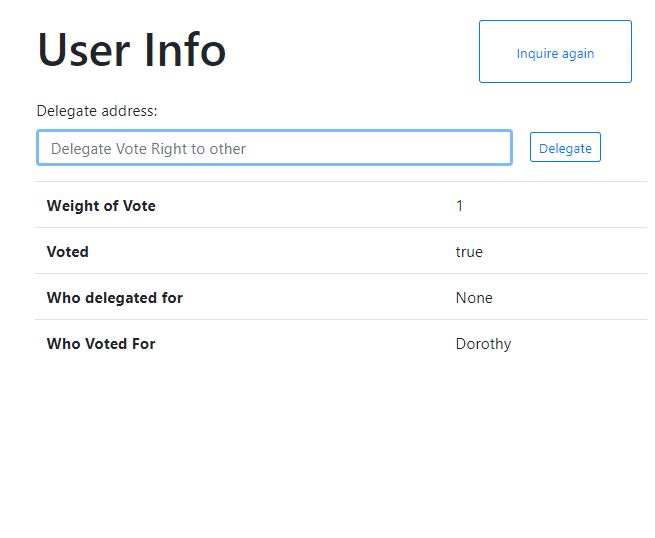 User Info
Inquire again
Delegate address:
Delegate Vote Right to other
Delegate
Weight of Vote 1
Voted true
Who delegated for None
Who Voted For Dorothy